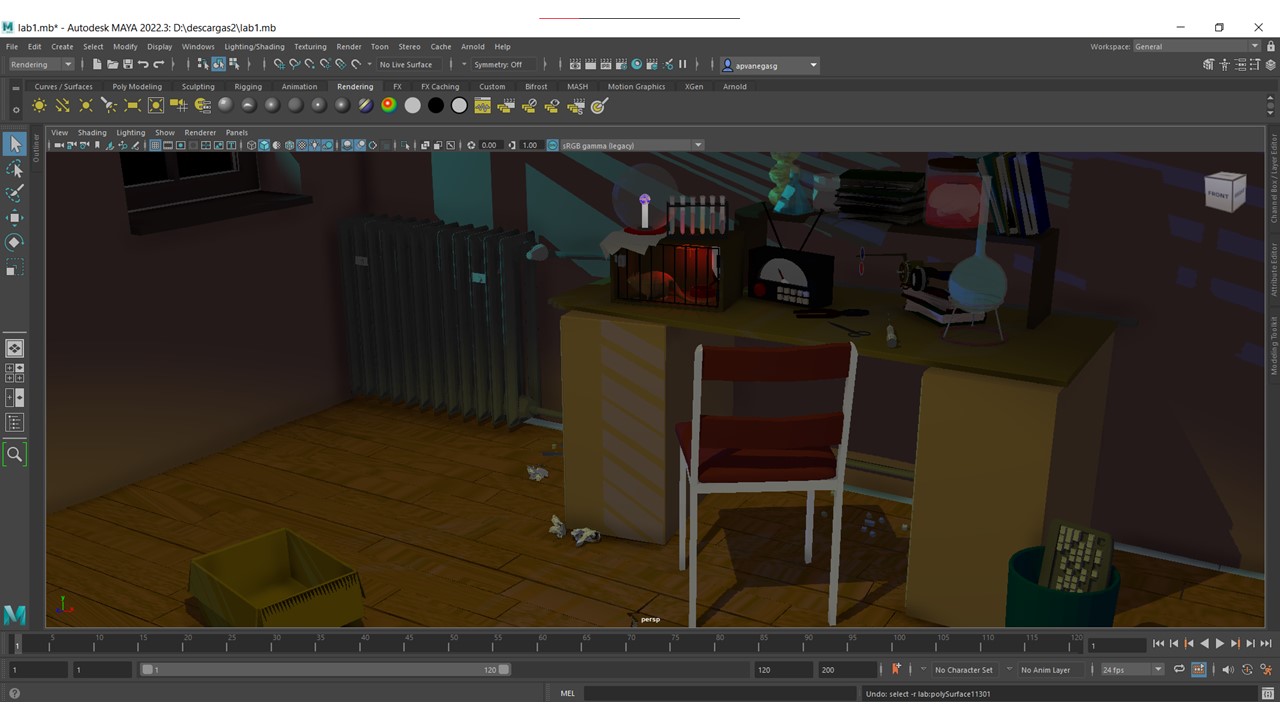 lab1.mb* - Autodesk MAYA 2022.3: D:\descargas2\lab1.mb
File Edit Create Select Modify Display Windows Lighting/Shading Texturing Render Toon Stereo Cache Arnold Help Workspace: General
Rendering No Live Surface Symmetry: Off apvanegasg
Curves / Surfaces Poly Modeling Sculpting Rigging Animation Rendering FX FX Caching Custom Bifrost MASH Motion Graphics XGen Arnold
View Shading Lighting Show Renderer Panels
0.00 1.00 sRGB gamma (legacy)
Outliner
Channel Box / Layer Editor
Attribute Editor
Modeling Toolkit
FRONT
persp
1 5 10 15 20 25 30 35 40 45 50 55 60 65 70 75 80 85 90 95 100 105 110 115 120 1
1 1 1 120 120 200 No Character Set No Anim Layer 24 fps
MEL Undo: select -r lab:polySurface11301